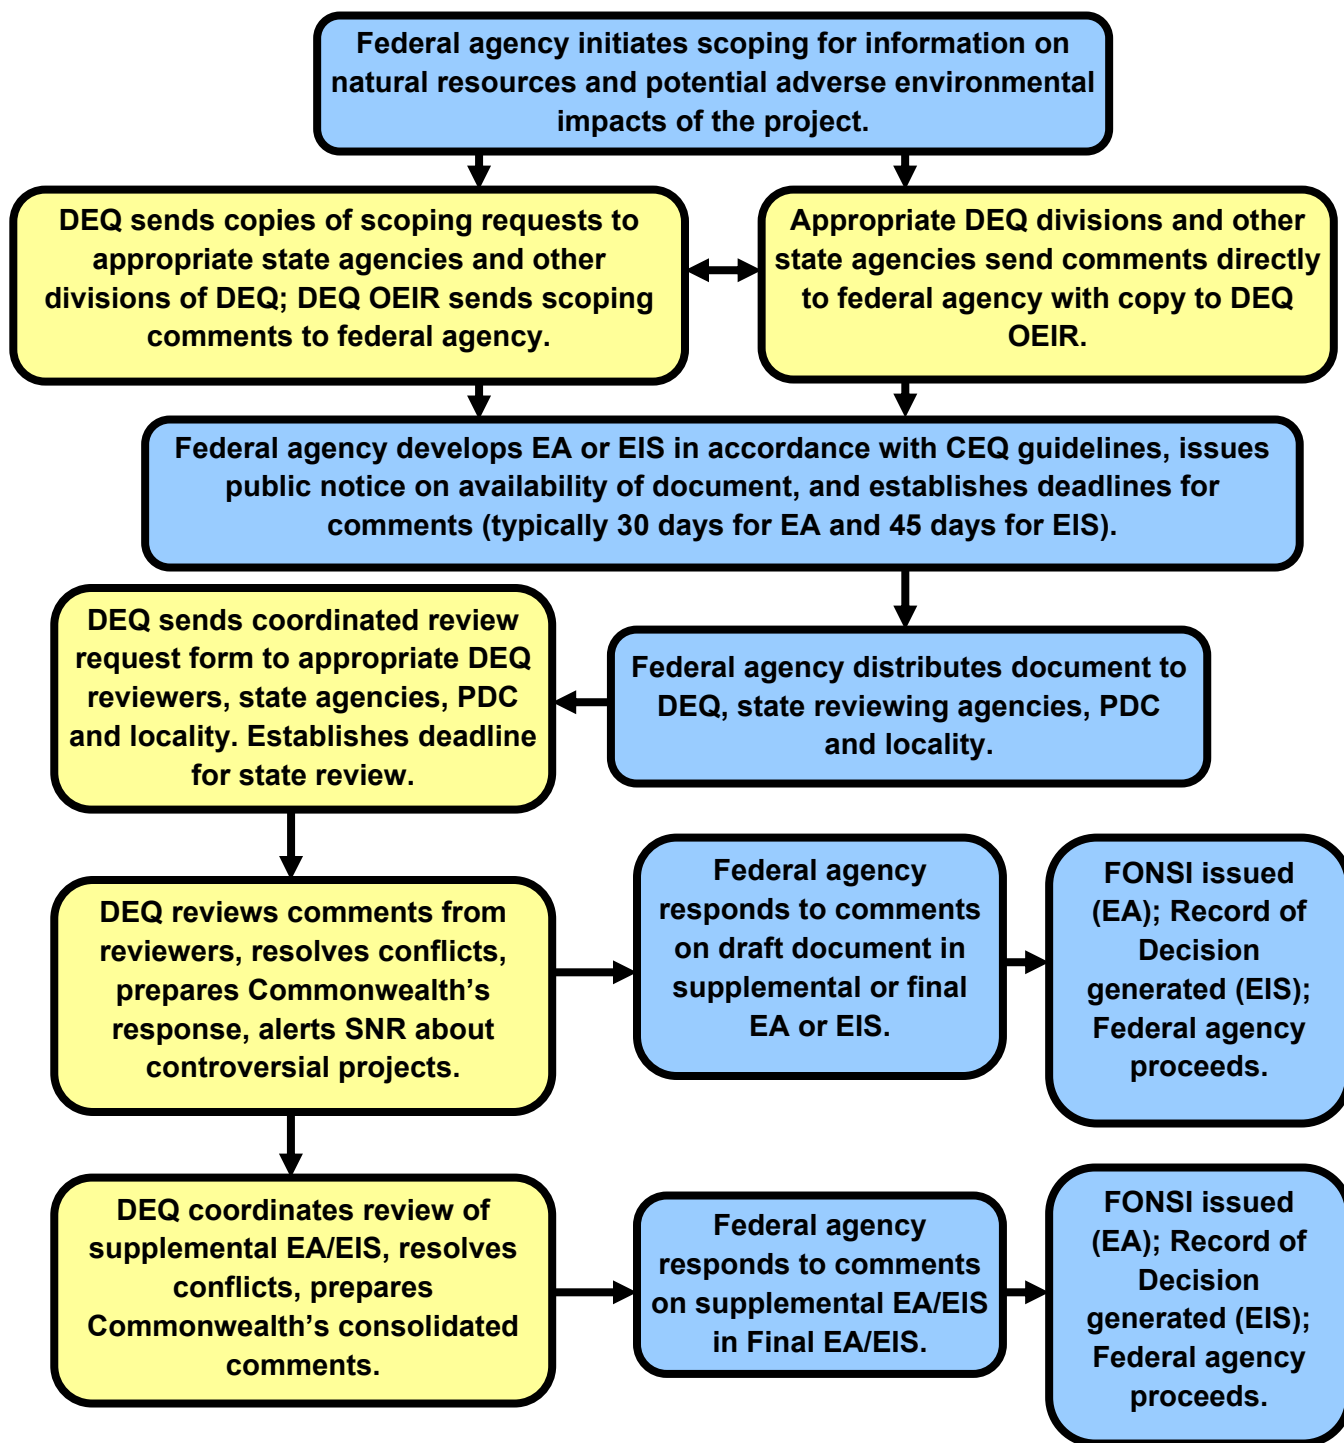 Federal agency initiates scoping for information on
natural resources and potential adverse environmental
impacts of the project.
DEQ sends copies of scoping requests to
appropriate state agencies and other
divisions of DEQ; DEQ OEIR sends scoping
comments to federal agency.
Appropriate DEQ divisions and other
state agencies send comments directly
to federal agency with copy to DEQ
OEIR.
Federal agency develops EA or EIS in accordance with CEQ guidelines, issues
public notice on availability of document, and establishes deadlines for
comments (typically 30 days for EA and 45 days for EIS).
DEQ sends coordinated review
request form to appropriate DEQ
reviewers, state agencies, PDC
and locality. Establishes deadline
for state review.
Federal agency distributes document to
DEQ, state reviewing agencies, PDC
and locality.
DEQ reviews comments from
reviewers, resolves conflicts,
prepares Commonwealth’s
response, alerts SNR about
controversial projects.
Federal agency
responds to comments
on draft document in
supplemental or final
EA or EIS.
FONSI issued
(EA); Record of
Decision
generated (EIS);
Federal agency
proceeds.
DEQ coordinates review of
supplemental EA/EIS, resolves
conflicts, prepares
Commonwealth’s consolidated
comments.
Federal agency
responds to comments
on supplemental EA/EIS
in Final EA/EIS.
FONSI issued
(EA); Record of
Decision
generated (EIS);
Federal agency
proceeds.